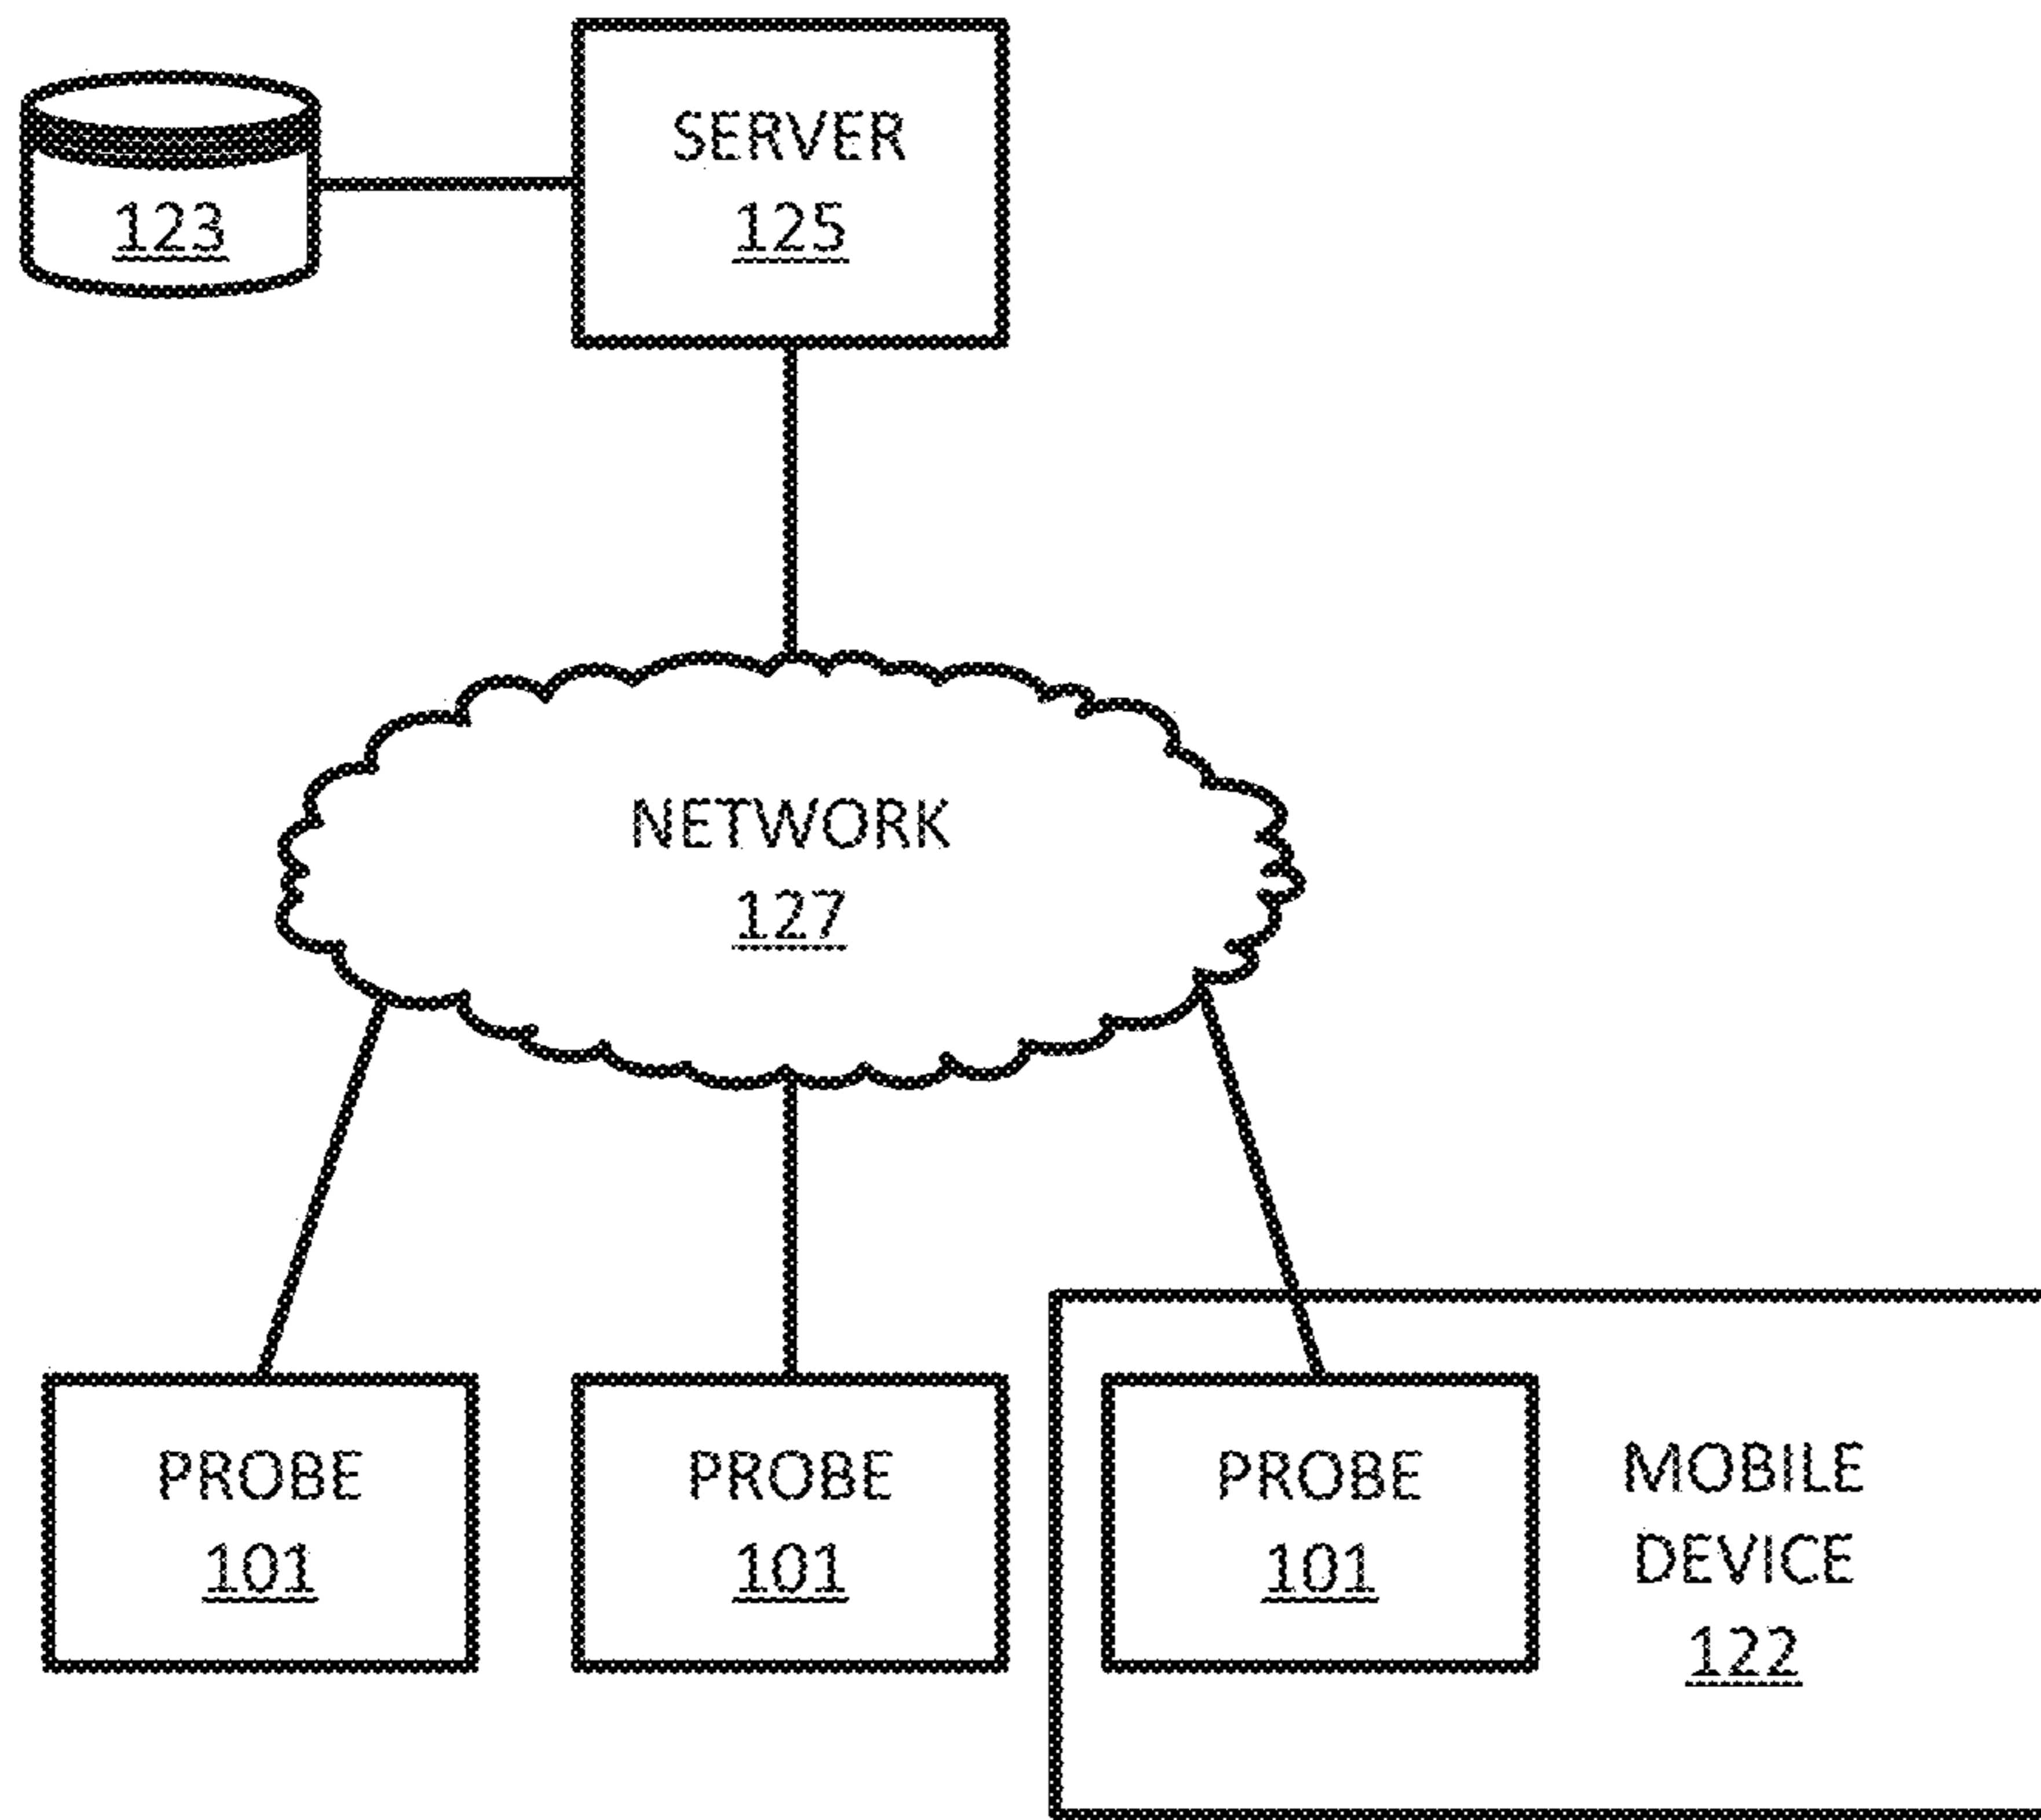 SERVER
125
123
NETWORK
127
PROBE
101
PROBE
101
PROBE
101
MOBILE
DEVICE
122